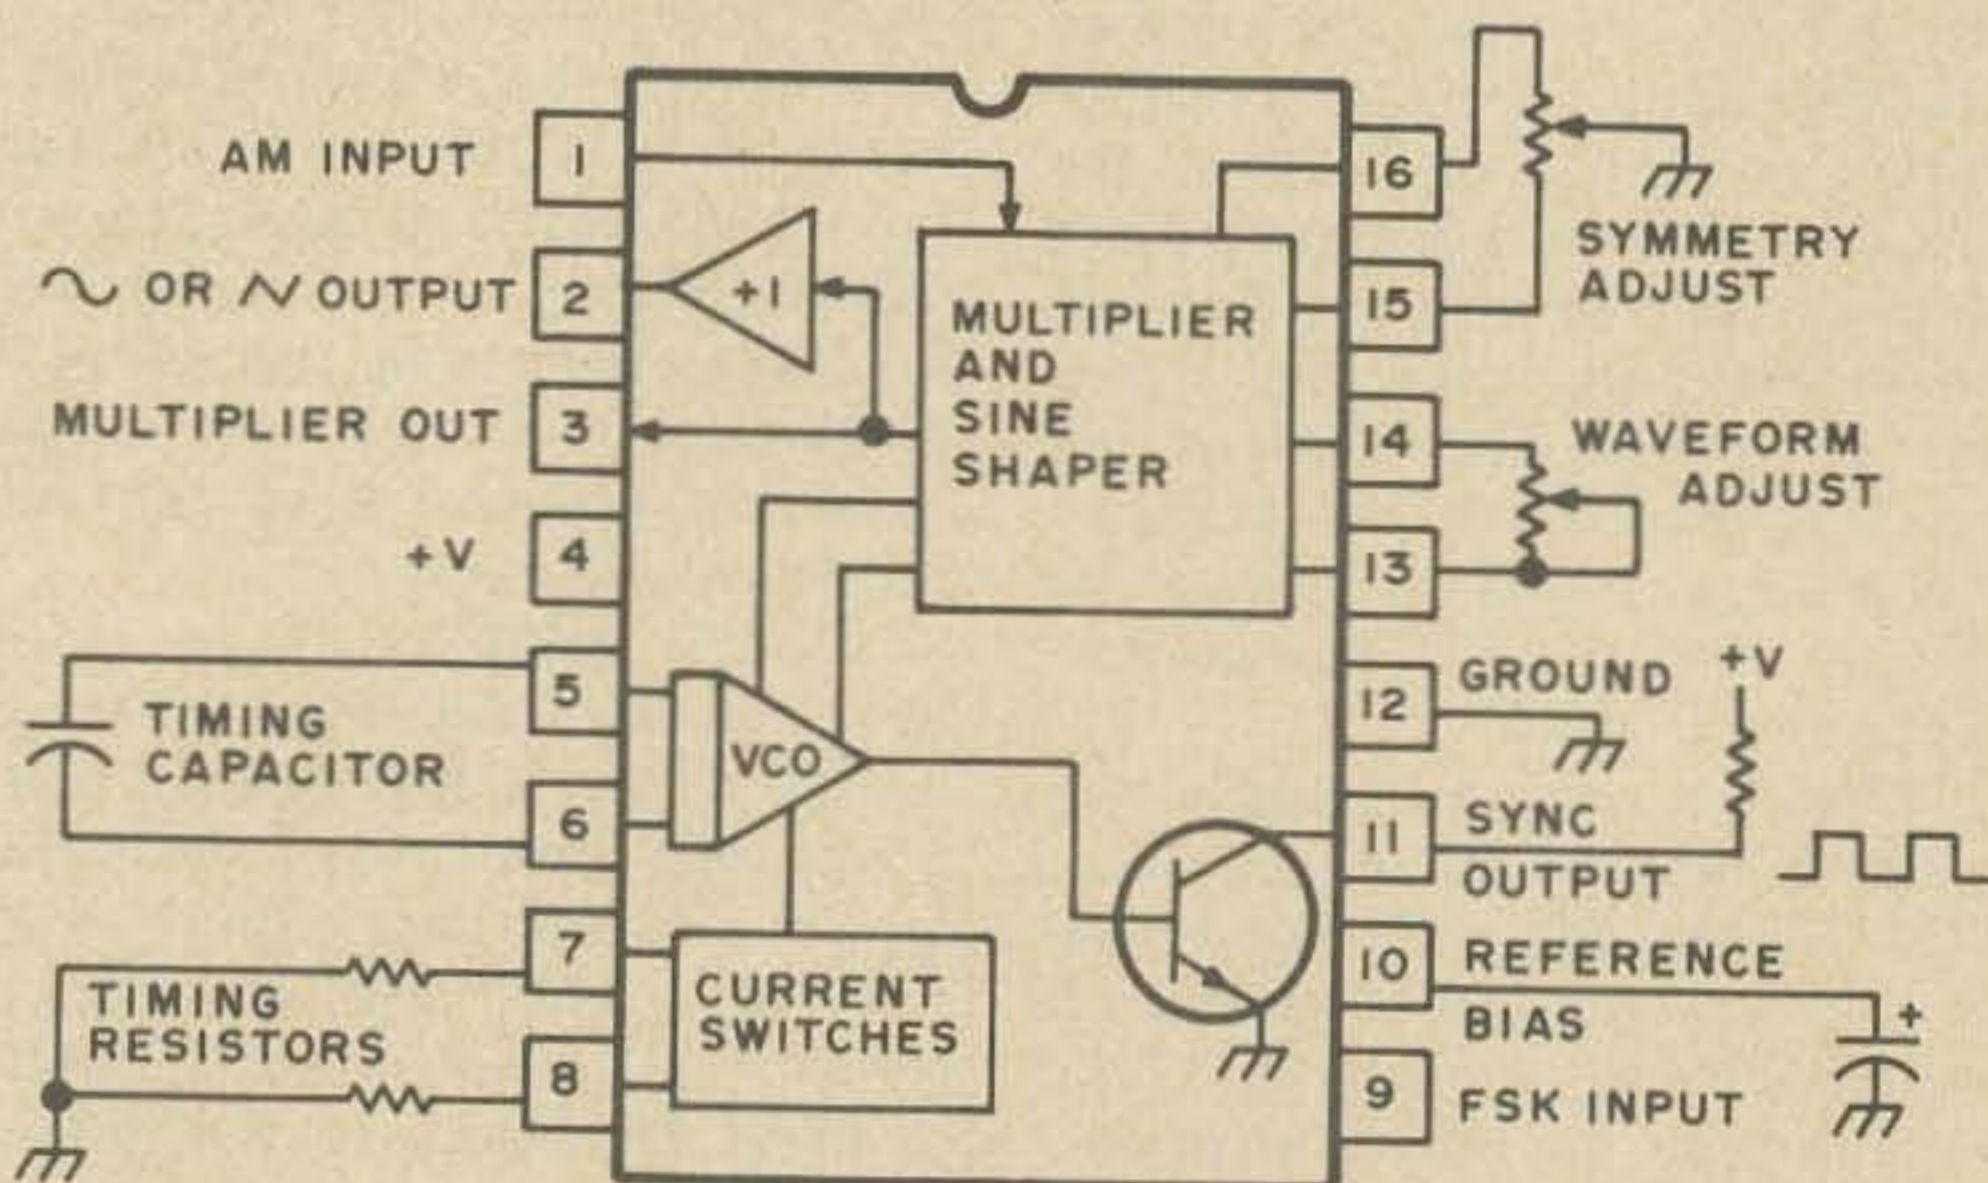 AM INPUT
1
OR OUTPUT
2
+1
MULTIPLIER OUT
3
+V
4
5
TIMING
CAPACITOR
6
7
TIMING
RESISTORS
8
MULTIPLIER
AND
SINE
SHAPER
VCO
CURRENT
SWITCHES
16
SYMMETRY
ADJUST
15
14
WAVEFORM
ADJUST
13
12
GROUND
+V
11
SYNC
OUTPUT
10
REFERENCE
BIAS
+
9
FSK INPUT